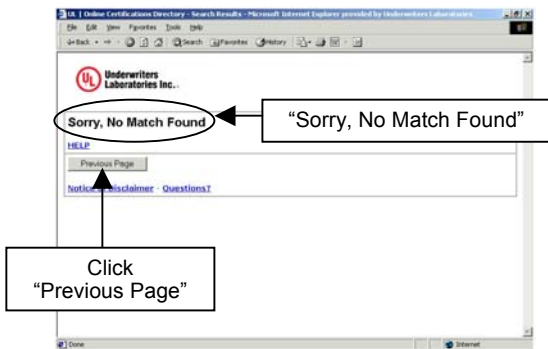 UL | Online Certifications Directory - Search Results - Microsoft Internet Explorer provided by Underwriters Laboratories
File Edit View Favorites Tools Help
Back Search Favorites History
UL
Underwriters
Laboratories Inc.
Sorry, No Match Found
"Sorry, No Match Found"
HELP
Previous Page
Notice Disclaimer - Questions?
Click
"Previous Page"
Done Internet